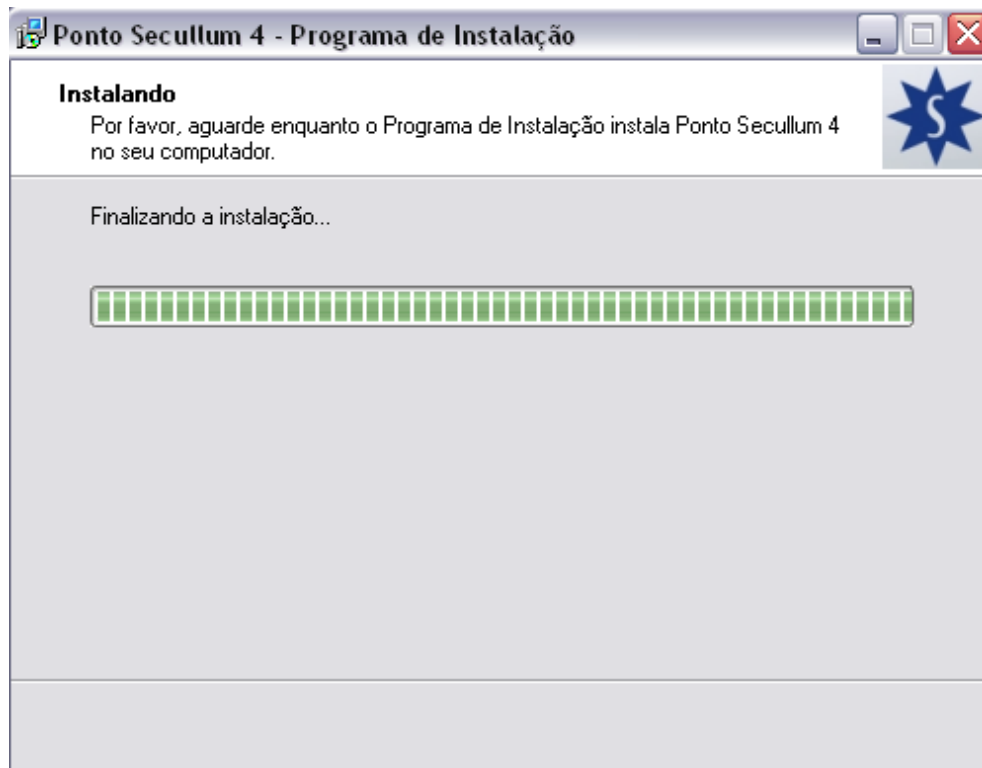 Ponto Secullum 4 - Programa de Instalação
Instalando
Por favor, aguarde enquanto o Programa de Instalação instala Ponto Secullum 4
no seu computador.
S
Finalizando a instalação...